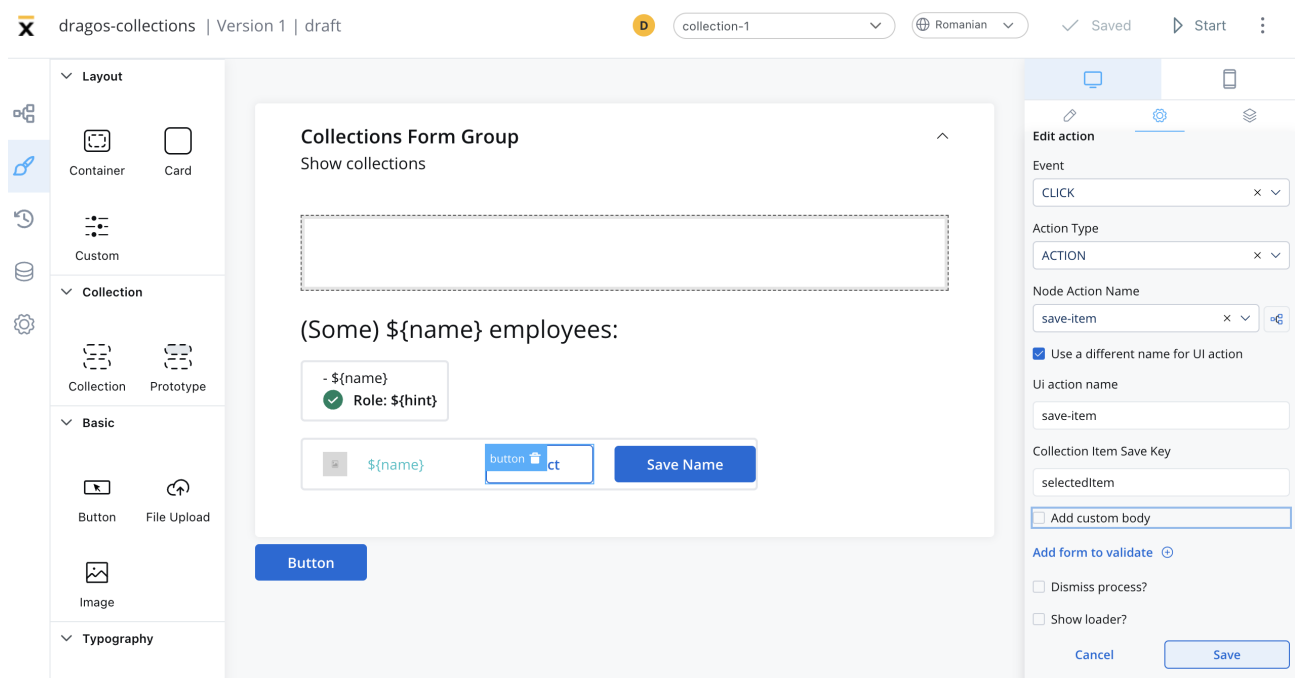 dragos-collections | Version 1 | draft
D
collection-1
Romanian
Saved
Start
Layout
Container
Card
Custom
Collection
Collection
Prototype
Basic
Button
File Upload
Image
Typography
Collections Form Group
Show collections
(Some) ${name} employees:
- ${name}
Role: ${hint}
${name}
button
ct
Save Name
Button
Edit action
Event
CLICK
Action Type
ACTION
Node Action Name
save-item
Use a different name for UI action
Ui action name
save-item
Collection Item Save Key
selectedItem
Add custom body
Add form to validate
Dismiss process?
Show loader?
Cancel
Save